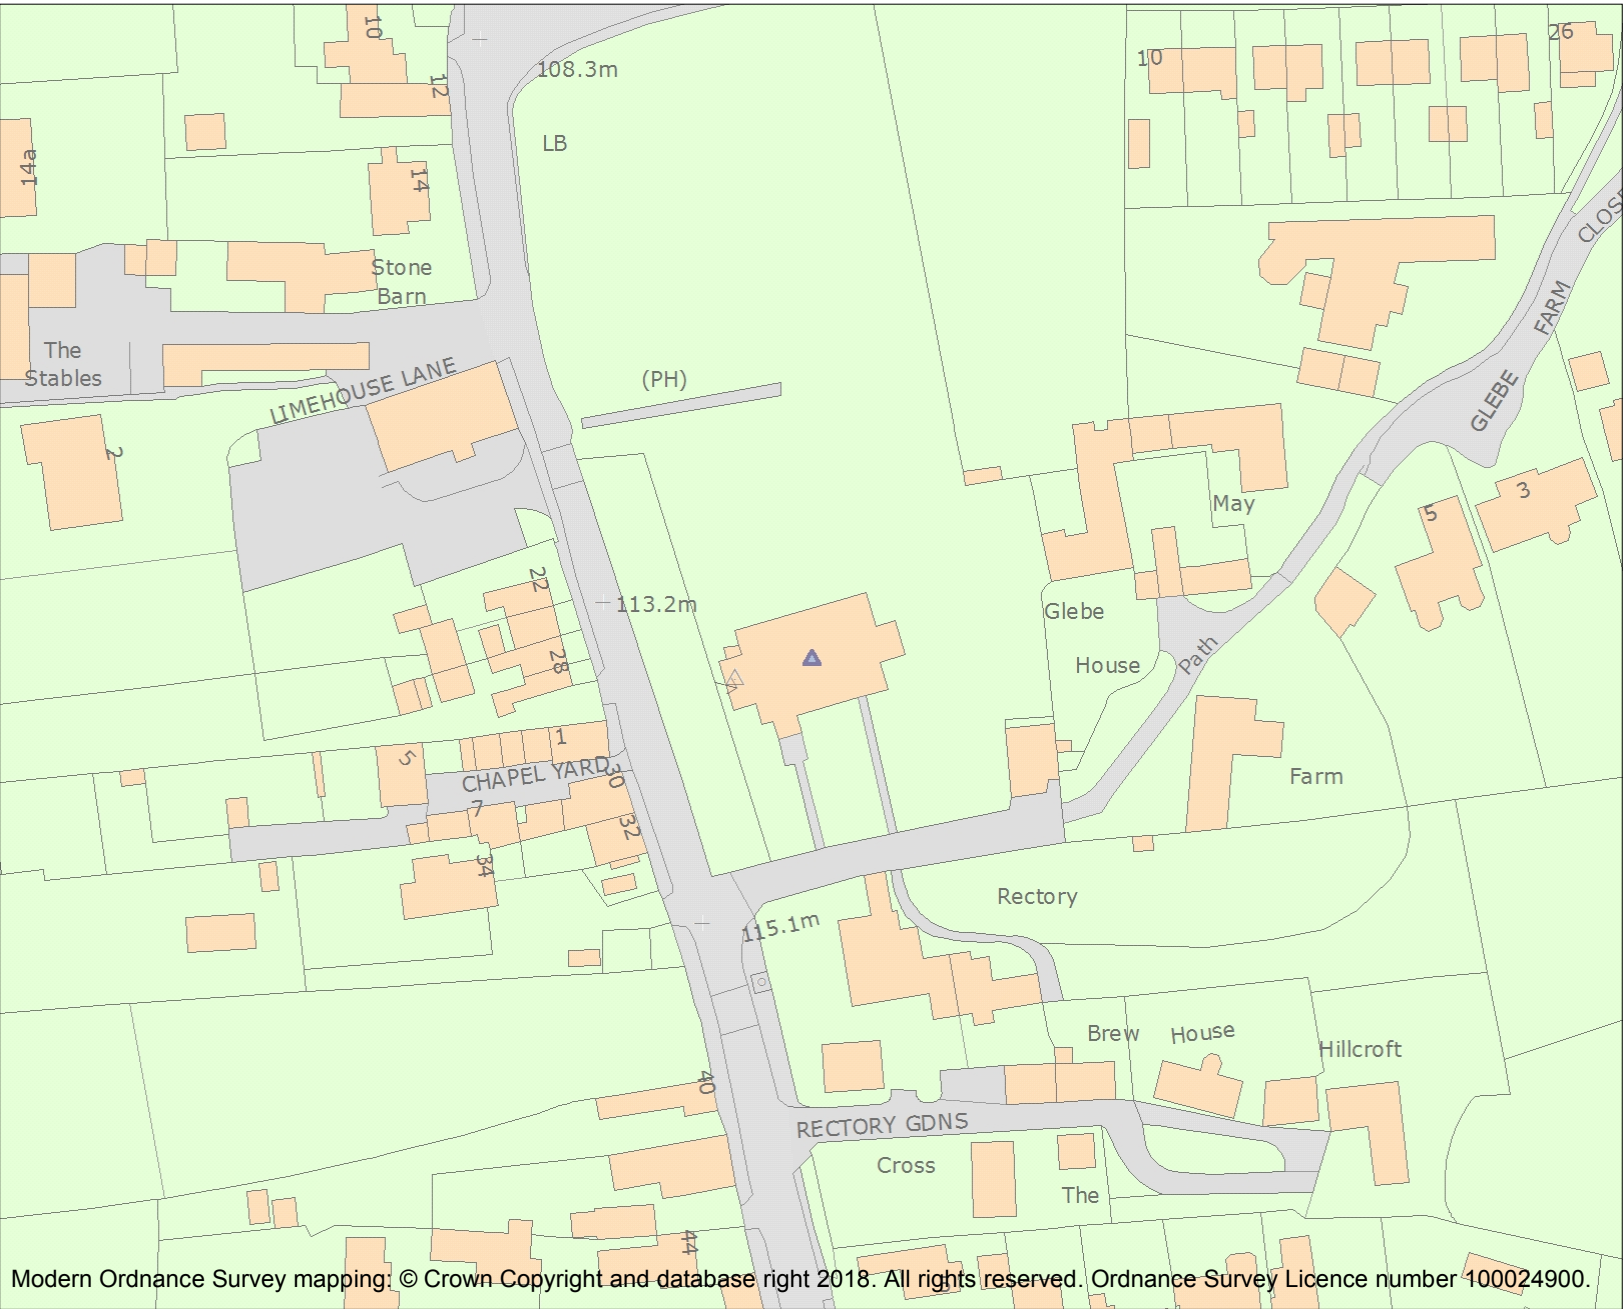 10
26
108.3m
10
12
LB
14a
14
CLOSE
Stone
Barn
FARM
The
Stables
(PH)
LIMEHOUSE LANE
GLEBE
2
3
May
5
22
113.2m
Glebe
28
House
Path
1
5
CHAPEL YARD
30
Farm
7
32
34
Rectory
115.1m
Brew
House
Hillcroft
40
RECTORY GDNS
Cross
The
44
Modern Ordnance Survey mapping: © Crown Copyright and database right 2018. All rights reserved. Ordnance Survey Licence number 100024900.